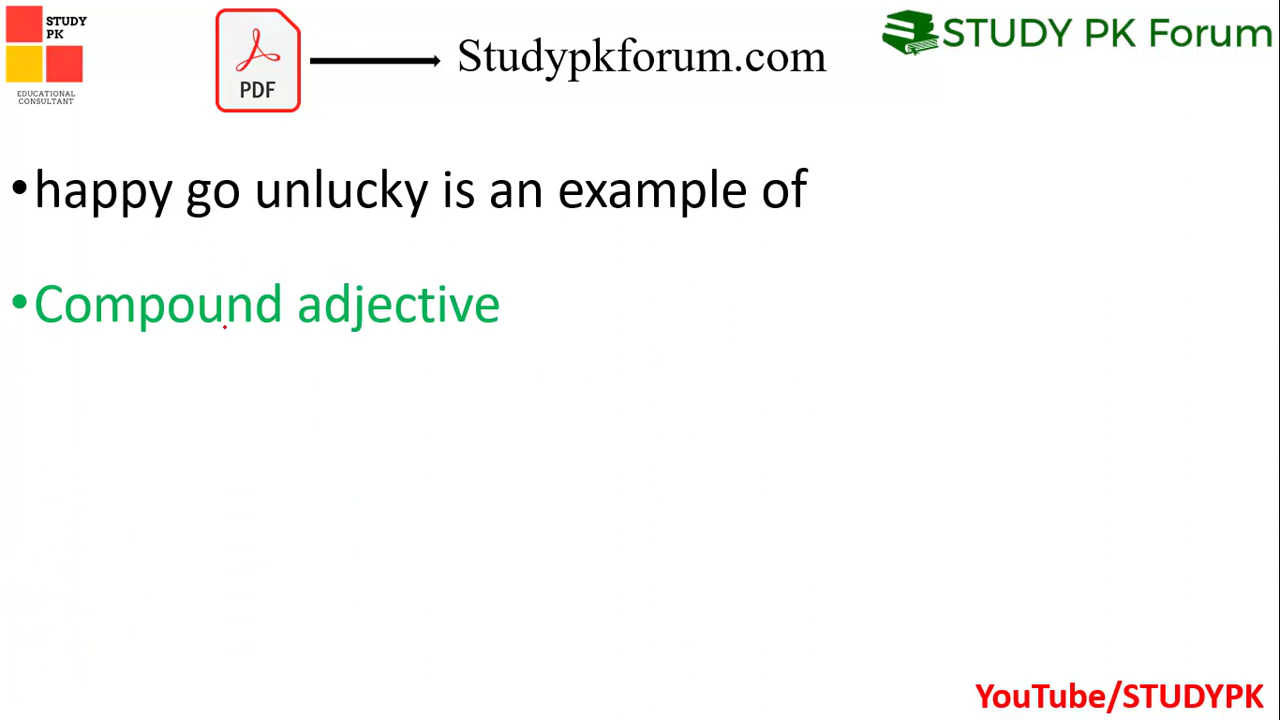 STUDY
PK
EDUCATIONAL
CONSULTANT
PDF
Studypkforum.com
STUDY PK Forum
•happy go unlucky is an example of
•Compound adjective
YouTube/STUDYPK